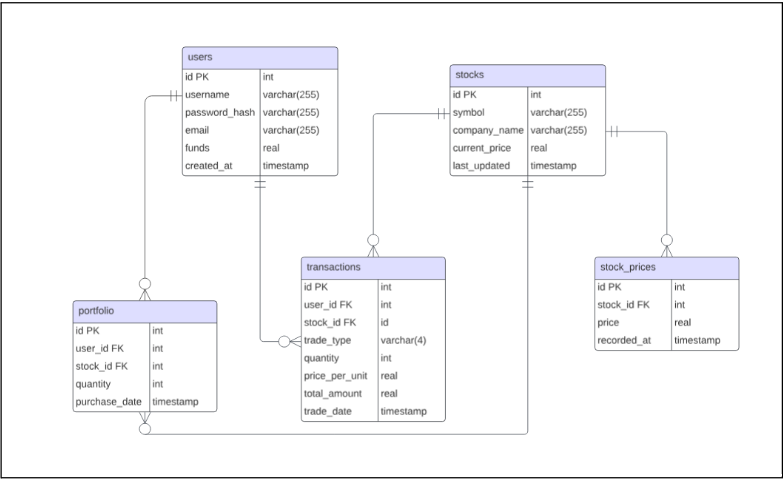 users
id PK int
username varchar(255)
password_hash varchar(255)
email varchar(255)
funds real
created_at timestamp
stocks
id PK int
symbol varchar(255)
company_name varchar(255)
current_price real
last_updated timestamp
transactions
id PK int
user_id FK int
stock_id FK id
trade_type varchar(4)
quantity int
price_per_unit real
total_amount real
trade_date timestamp
stock_prices
id PK int
stock_id FK int
price real
recorded_at timestamp
portfolio
id PK int
user_id FK int
stock_id FK int
quantity int
purchase_date timestamp